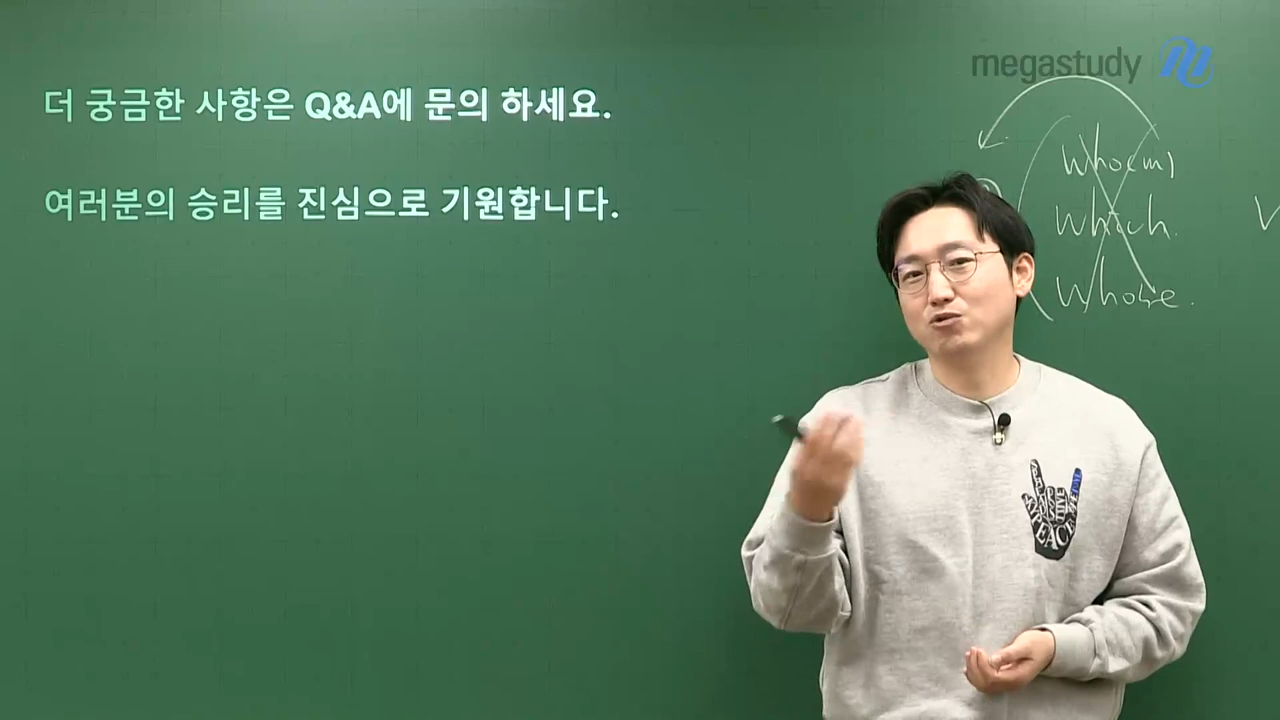 더 궁금한 사항은 Q&A에 문의 하세요.
여러분의 승리를 진심으로 기원합니다.
megastudy
Who(m)
Which.
Whose.
PEACE